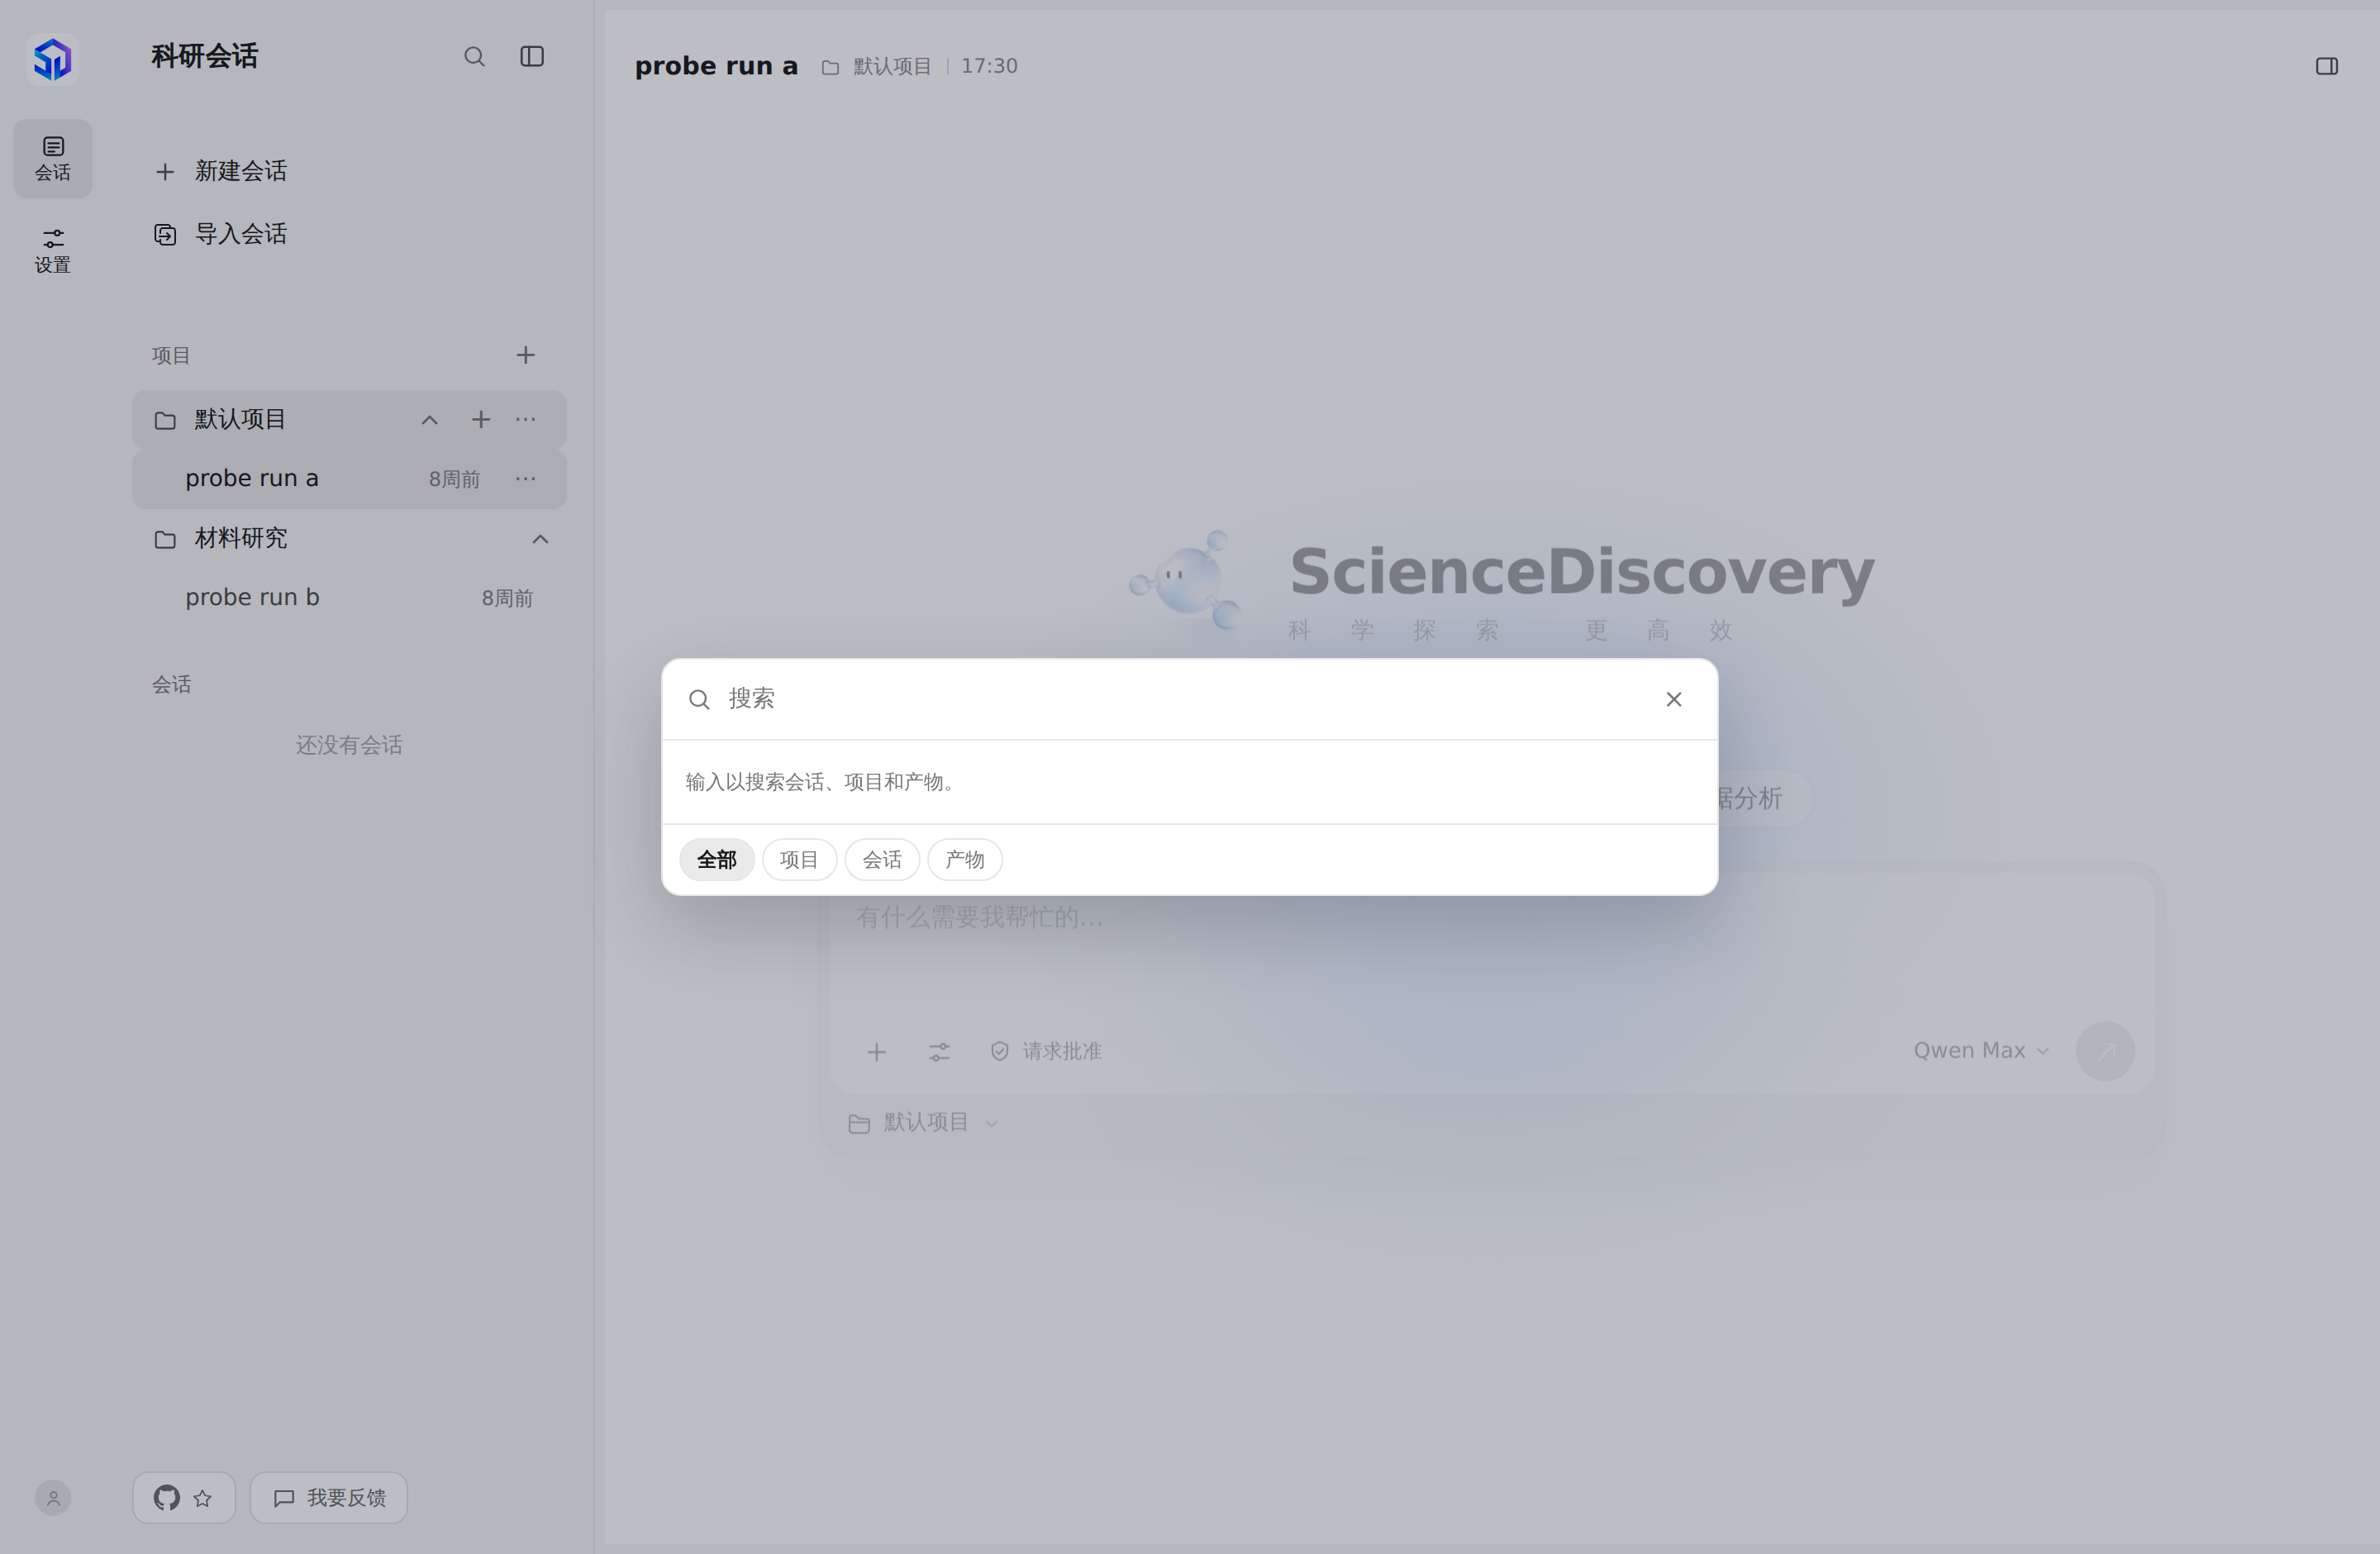 科研会话
会话
设置
新建会话
导入会话
项目
默认项目
probe run a 8周前
材料研究
probe run b 8周前
会话
还没有会话
我要反馈
probe run a 默认项目 17:30
ScienceDiscovery
科学探索 更高效
搜索
输入以搜索会话、项目和产物。
全部 项目 会话 产物
分析
有什么需要我帮忙的...
请求批准 Qwen Max
默认项目